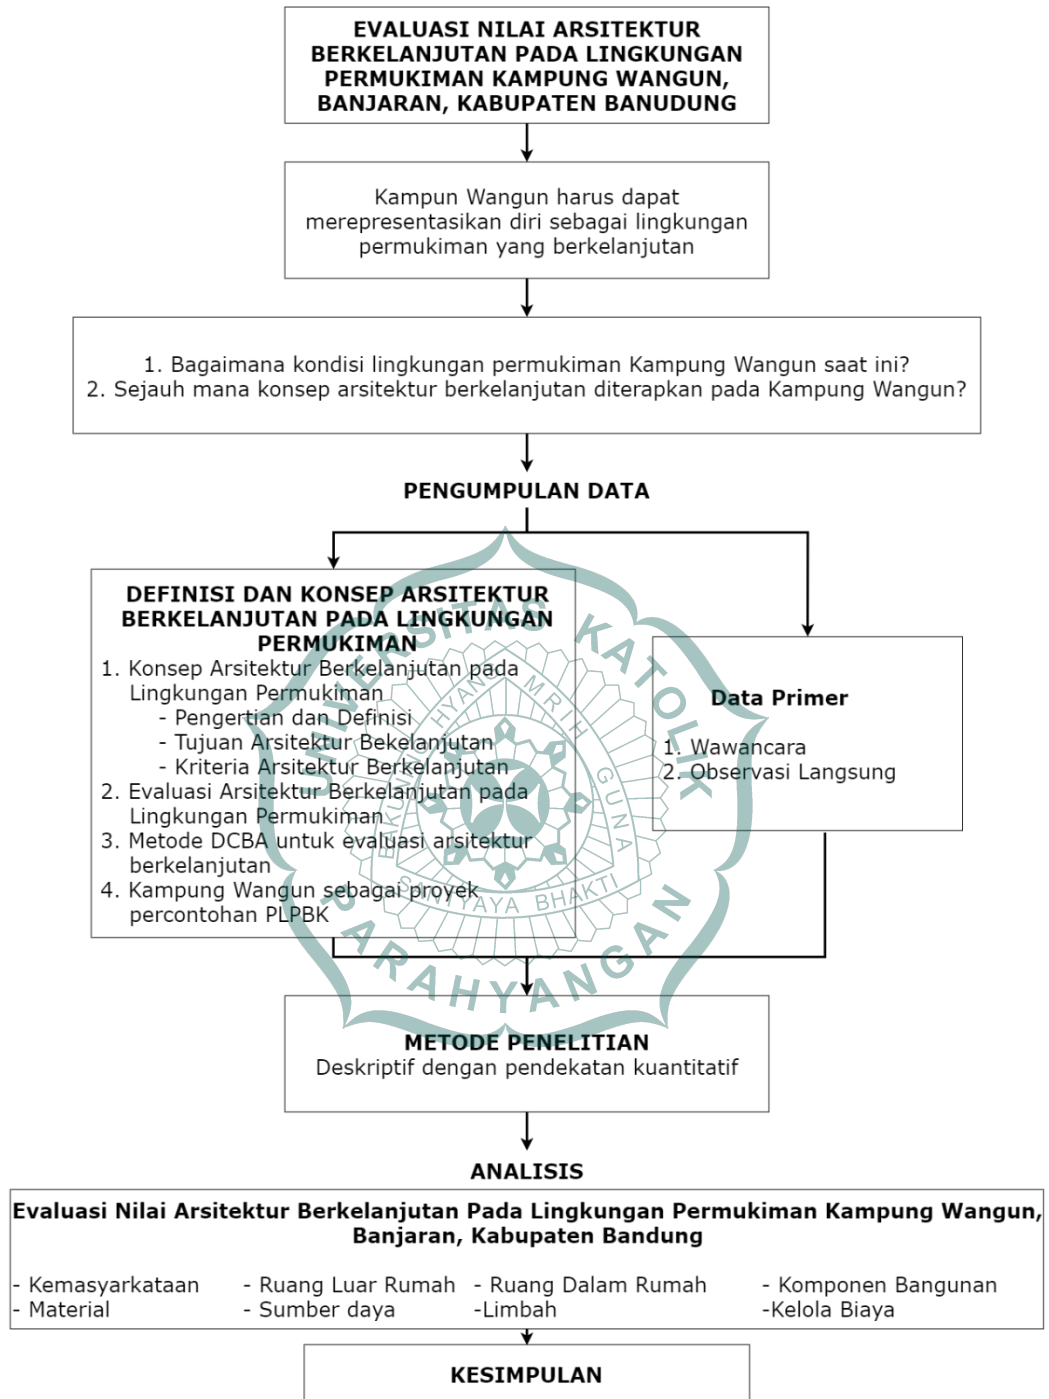 EVALUASI NILAI ARSITEKTUR
BERKELANJUTAN PADA LINGKUNGAN
PERMUKIMAN KAMPUNG WANGUN,
BANJARAN, KABUPATEN BANUDUNG
Kampun Wangun harus dapat
merepresentasikan diri sebagai lingkungan
permukiman yang berkelanjutan
1. Bagaimana kondisi lingkungan permukiman Kampung Wangun saat ini?
2. Sejauh mana konsep arsitektur berkelanjutan diterapkan pada Kampung Wangun?
PENGUMPULAN DATA
DEFINISI DAN KONSEP ARSITEKTUR
BERKELANJUTAN PADA LINGKUNGAN
PERMUKIMAN
1. Konsep Arsitektur Berkelanjutan pada
Lingkungan Permukiman
- Pengertian dan Definisi
- Tujuan Arsitektur Bekelanjutan
- Kriteria Arsitektur Berkelanjutan
2. Evaluasi Arsitektur Berkelanjutan pada
Lingkungan Permukiman
3. Metode DCBA untuk evaluasi arsitektur
berkelanjutan
4. Kampung Wangun sebagai proyek
percontohan PLPBK
Data Primer
1. Wawancara
2. Observasi Langsung
UNIVERSITAS KATOLIK
PARAHYANGAN
HYANG MRIH GUNA
SANTYAYA BHAKTI
METODE PENELITIAN
Deskriptif dengan pendekatan kuantitatif
ANALISIS
Evaluasi Nilai Arsitektur Berkelanjutan Pada Lingkungan Permukiman Kampung Wangun,
Banjaran, Kabupaten Bandung
- Kemasyarkataan - Ruang Luar Rumah - Ruang Dalam Rumah - Komponen Bangunan
- Material - Sumber daya -Limbah -Kelola Biaya
KESIMPULAN